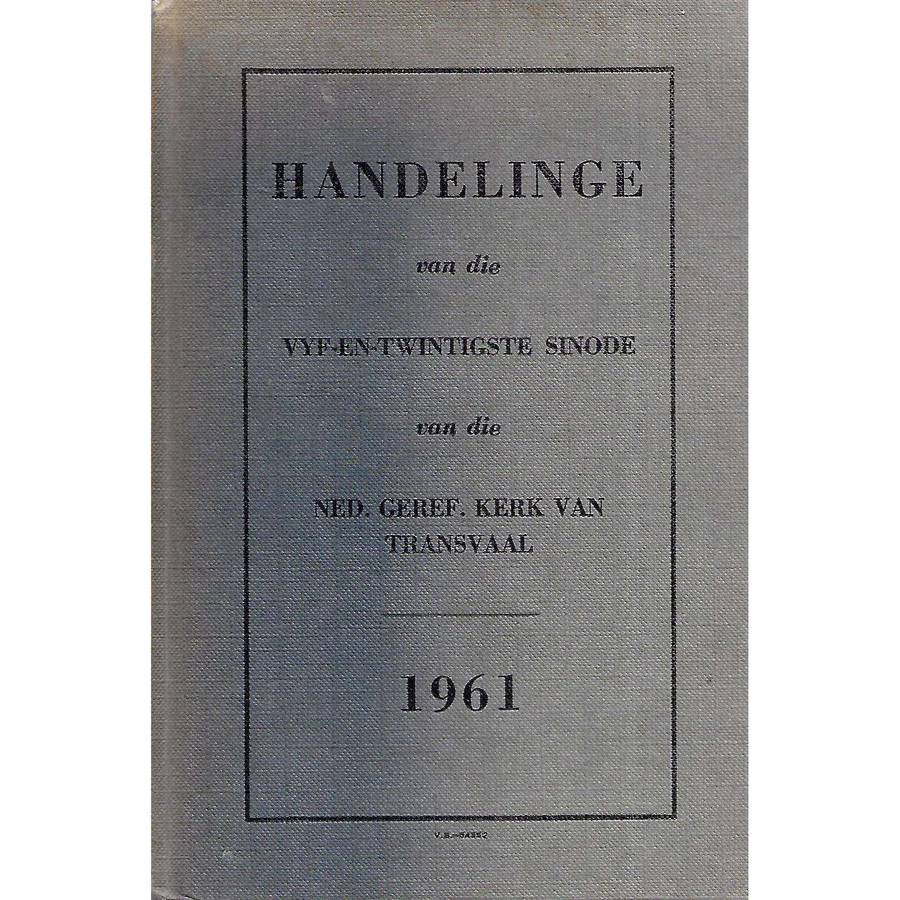 HANDELINGE
van die
VYF-EN-TWINTIGSTE SINODE
van die
NED. GEREF. KERK VAN
TRANSVAAL
1961